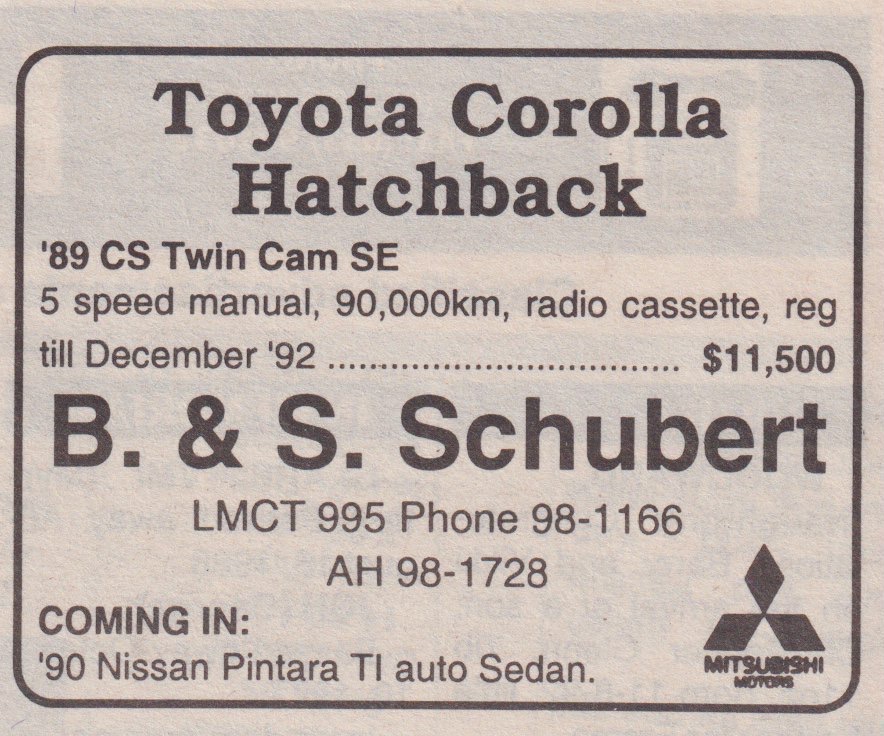 Toyota Corolla
Hatchback
'89 CS Twin Cam SE
5 speed manual, 90,000km, radio cassette, reg
till December '92 .................................... $11,500
B. & S. Schubert
LMCT 995 Phone 98-1166
AH 98-1728
COMING IN:
'90 Nissan Pintara TI auto Sedan.
MITSUBISHI
MOTORS